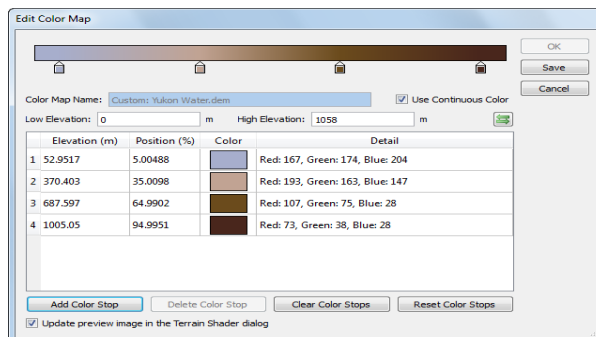 Edit Color Map
OK
Save
Cancel
Color Map Name: Custom: Yukon Water.dem Use Continuous Color
Low Elevation: 0 m High Elevation: 1058 m
Elevation (m) Position (%) Color Detail
1 52.9517 5.00488 Red: 167, Green: 174, Blue: 204
2 370.403 35.0098 Red: 193, Green: 163, Blue: 147
3 687.597 64.9902 Red: 107, Green: 75, Blue: 28
4 1005.05 94.9951 Red: 73, Green: 38, Blue: 28
Add Color Stop Delete Color Stop Clear Color Stops Reset Color Stops
Update preview image in the Terrain Shader dialog